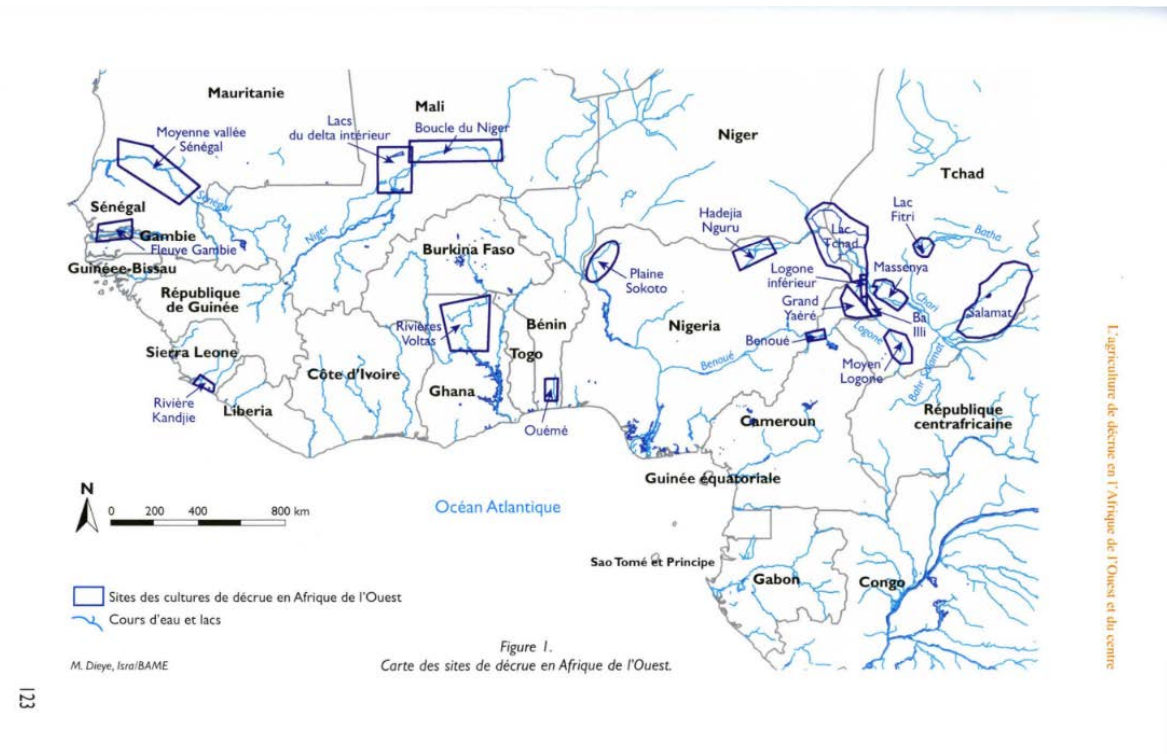 Mauritanie
Mali
Lacs
du delta intérieur
Boucle du Niger
Niger
Tchad
Moyenne vallée
Sénégal
Sénégal
Sénégal
Gambie
Fleuve Gambie
Guinéee-Bissau
République
de Guinée
Niger
Burkina Faso
Hadejia
Nguru
Lac
Tchad
Lac
Fitri
Batha
Plaine
Sokoto
Logone
inférieur
Massenya
Grand
Yaéré
Chari
Salamat
Bal
Illi
Rivières
Voltas
Bénin
Nigeria
Benoué
Logone
Sierra Leone
Togo
Benoué
Moyen
Logone
Bahr Salamat
Côte d'Ivoire
Ghana
Rivière
Kandjie
Liberia
Ouémé
Cameroun
République
centrafricaine
Guinée équatoriale
N
0 200 400 800 km
Océan Atlantique
Sao Tomé et Principe
Gabon
Congo
Sites des cultures de décrue en Afrique de l'Ouest
Cours d'eau et lacs
Figure 1.
Carte des sites de décrue en Afrique de l'Ouest.
M. Dieye, Isra/BAME
L'agriculture de décrue en l'Afrique de l'Ouest et du centre
123